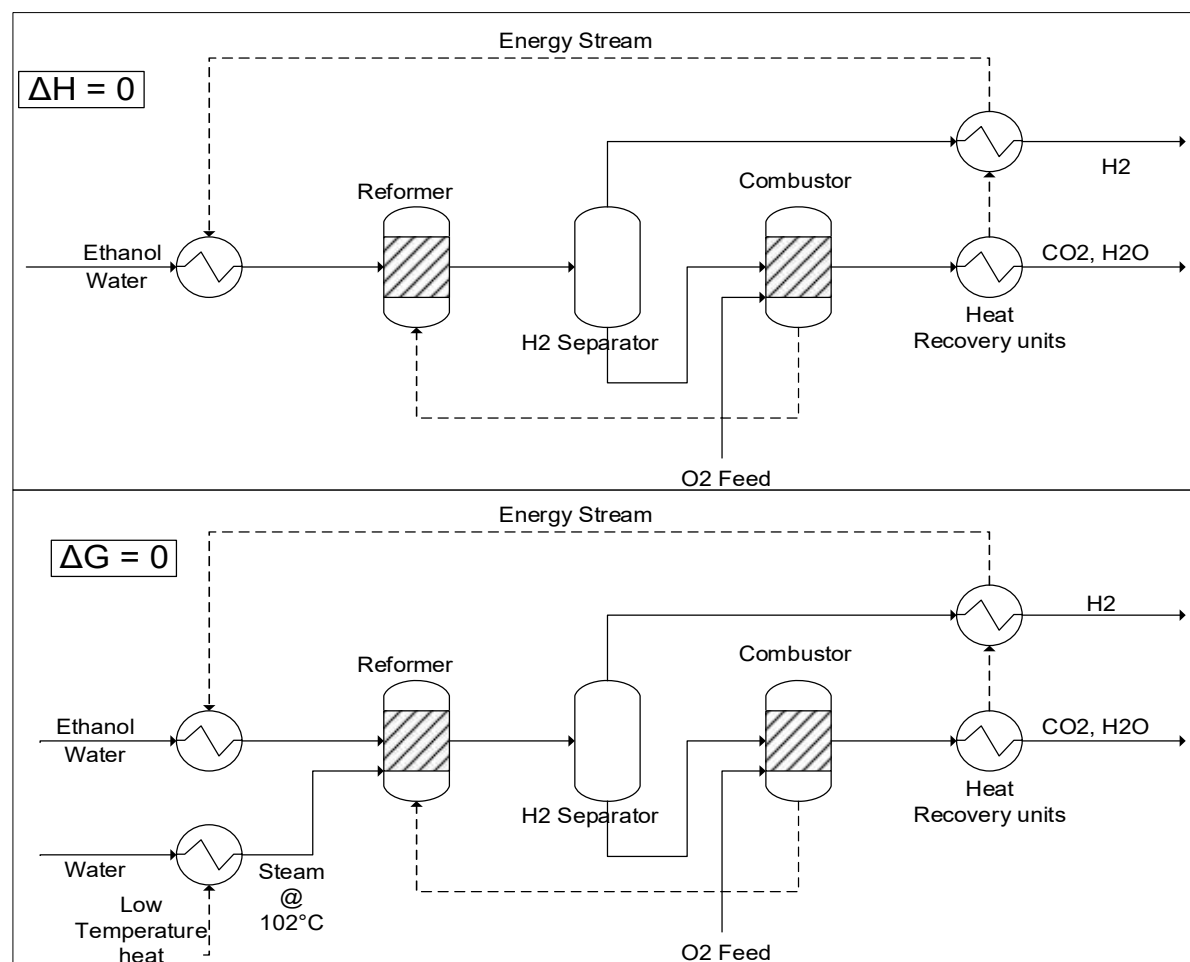 Energy Stream
ΔH = 0
H2
Reformer
Combustor
Ethanol
Water
CO2, H2O
H2 Separator
Heat
Recovery units
O2 Feed
Energy Stream
ΔG = 0
H2
Reformer
Combustor
Ethanol
Water
CO2, H2O
H2 Separator
Heat
Recovery units
Water
Steam
@
102°C
Low
Temperature
heat
O2 Feed